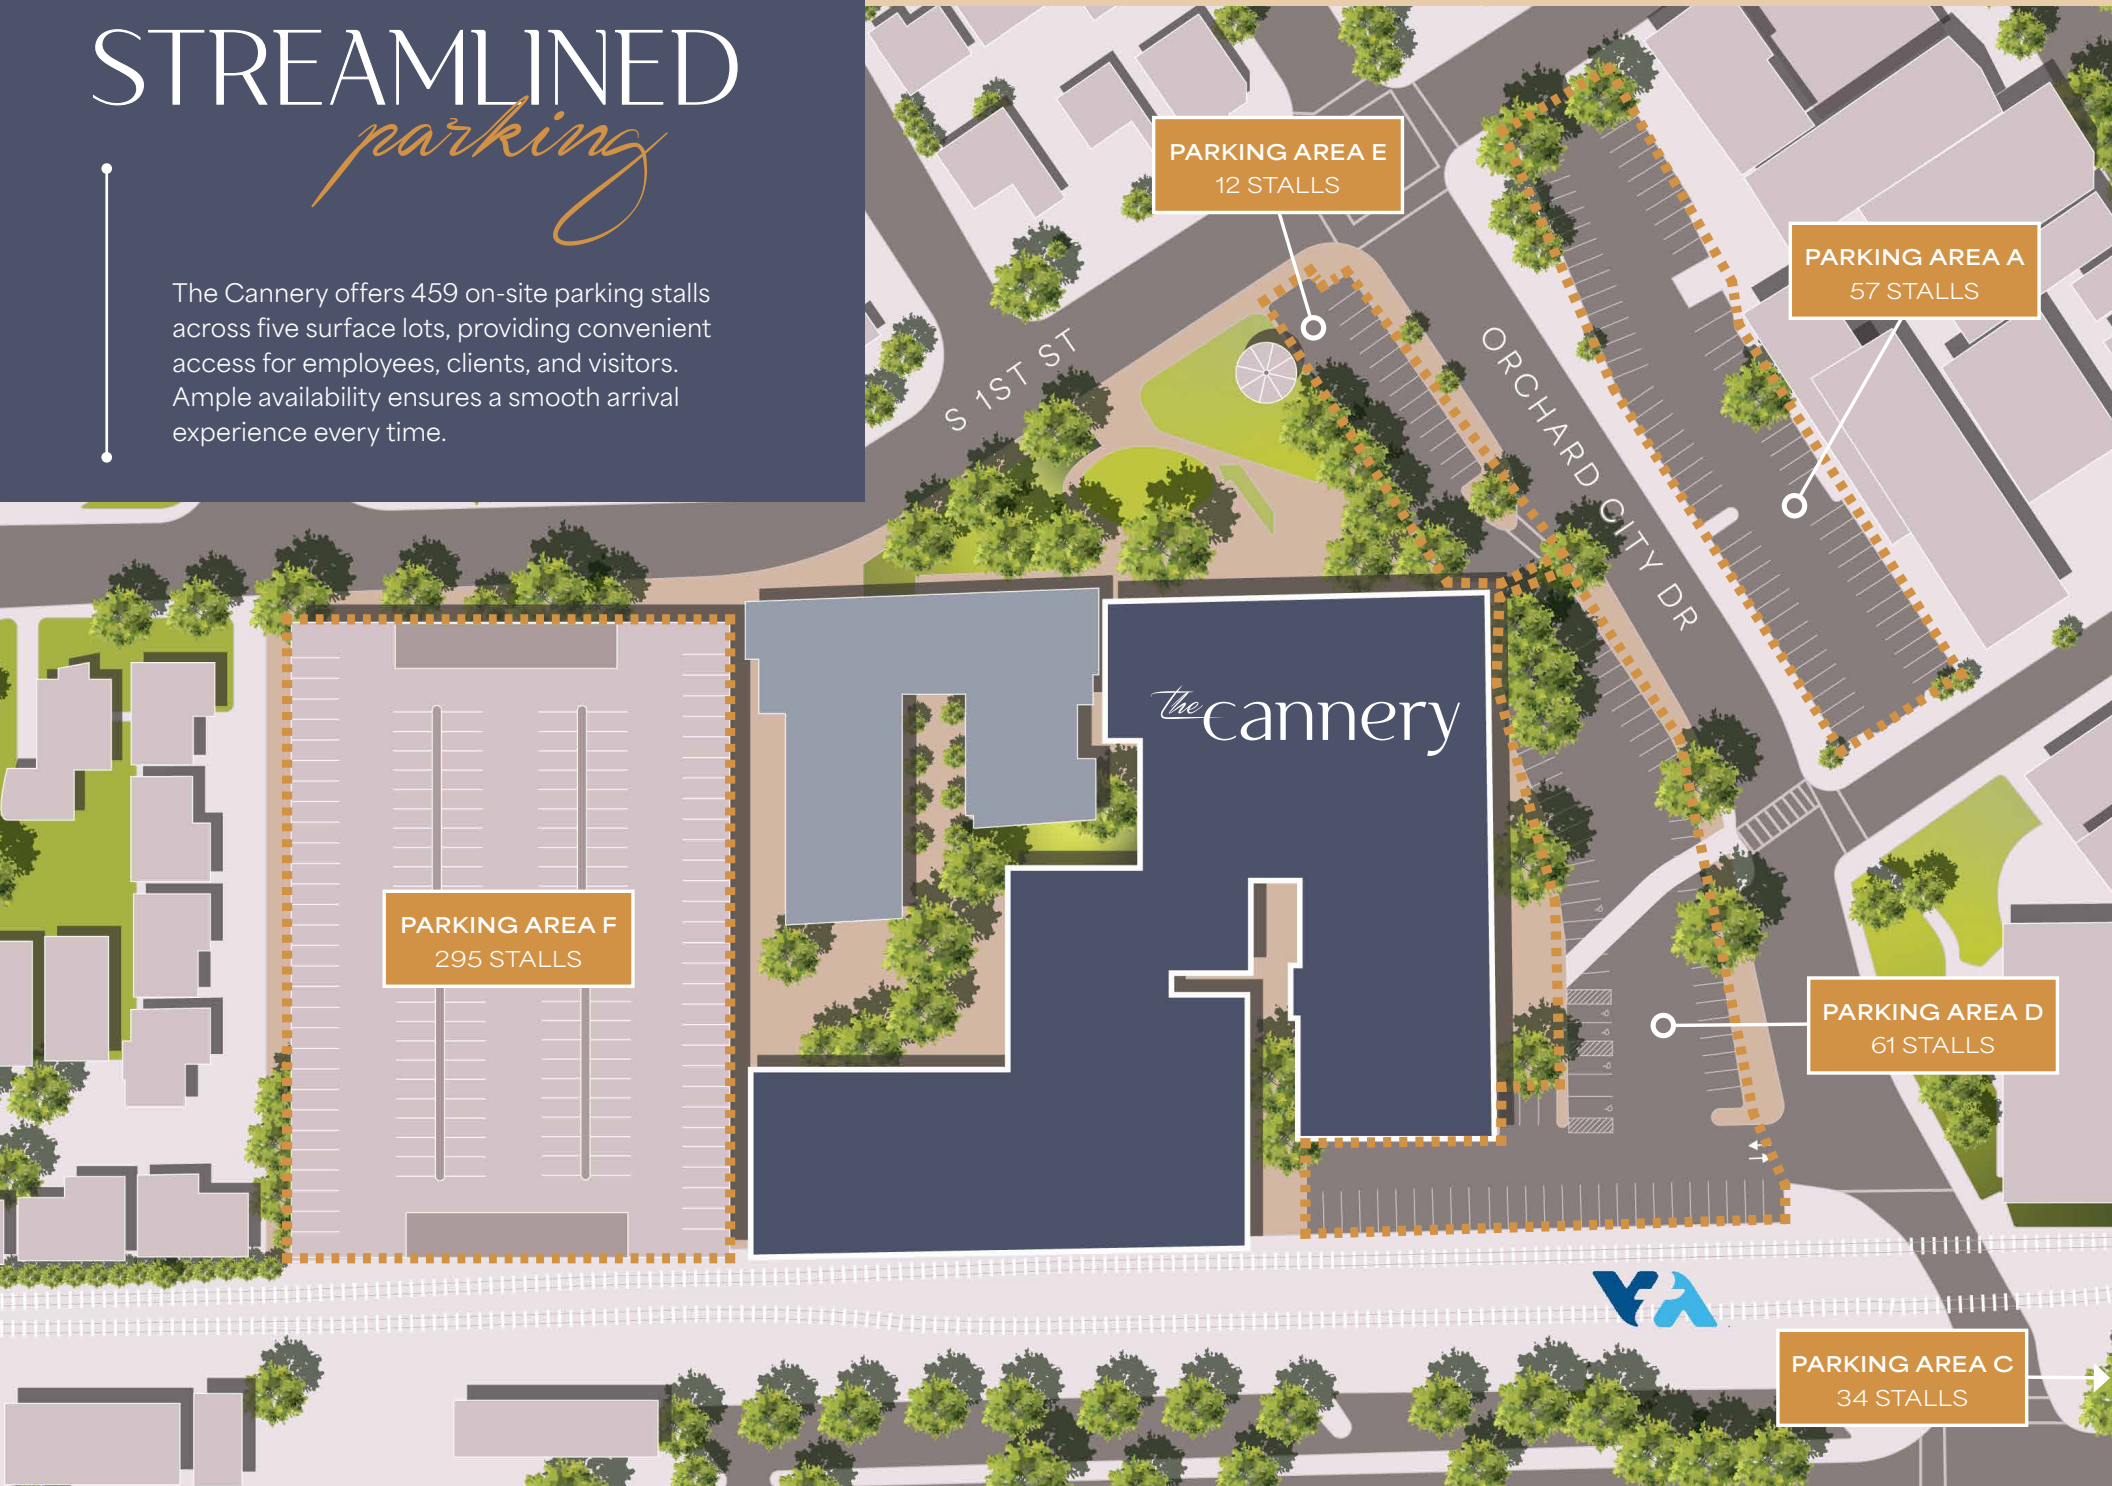 STREAMLINED
parking
The Cannery offers 459 on-site parking stalls
across five surface lots, providing convenient
access for employees, clients, and visitors.
Ample availability ensures a smooth arrival
experience every time.
PARKING AREA E
12 STALLS
PARKING AREA A
57 STALLS
S 1ST ST
ORCHARD CITY DR
the cannery
PARKING AREA F
295 STALLS
PARKING AREA D
61 STALLS
VTA
PARKING AREA C
34 STALLS